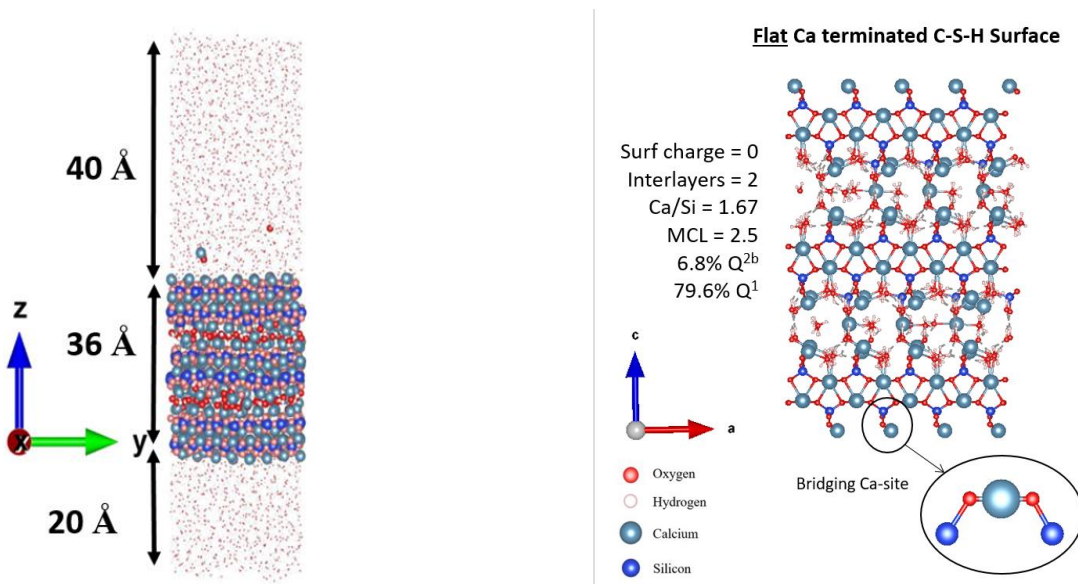 40 Å
z
36 Å
x
y
20 Å
Flat Ca terminated C-S-H Surface
Surf charge = 0
Interlayers = 2
Ca/Si = 1.67
MCL = 2.5
6.8% Q²ᵇ
79.6% Q¹
c
a
Oxygen
Hydrogen
Calcium
Silicon
Bridging Ca-site